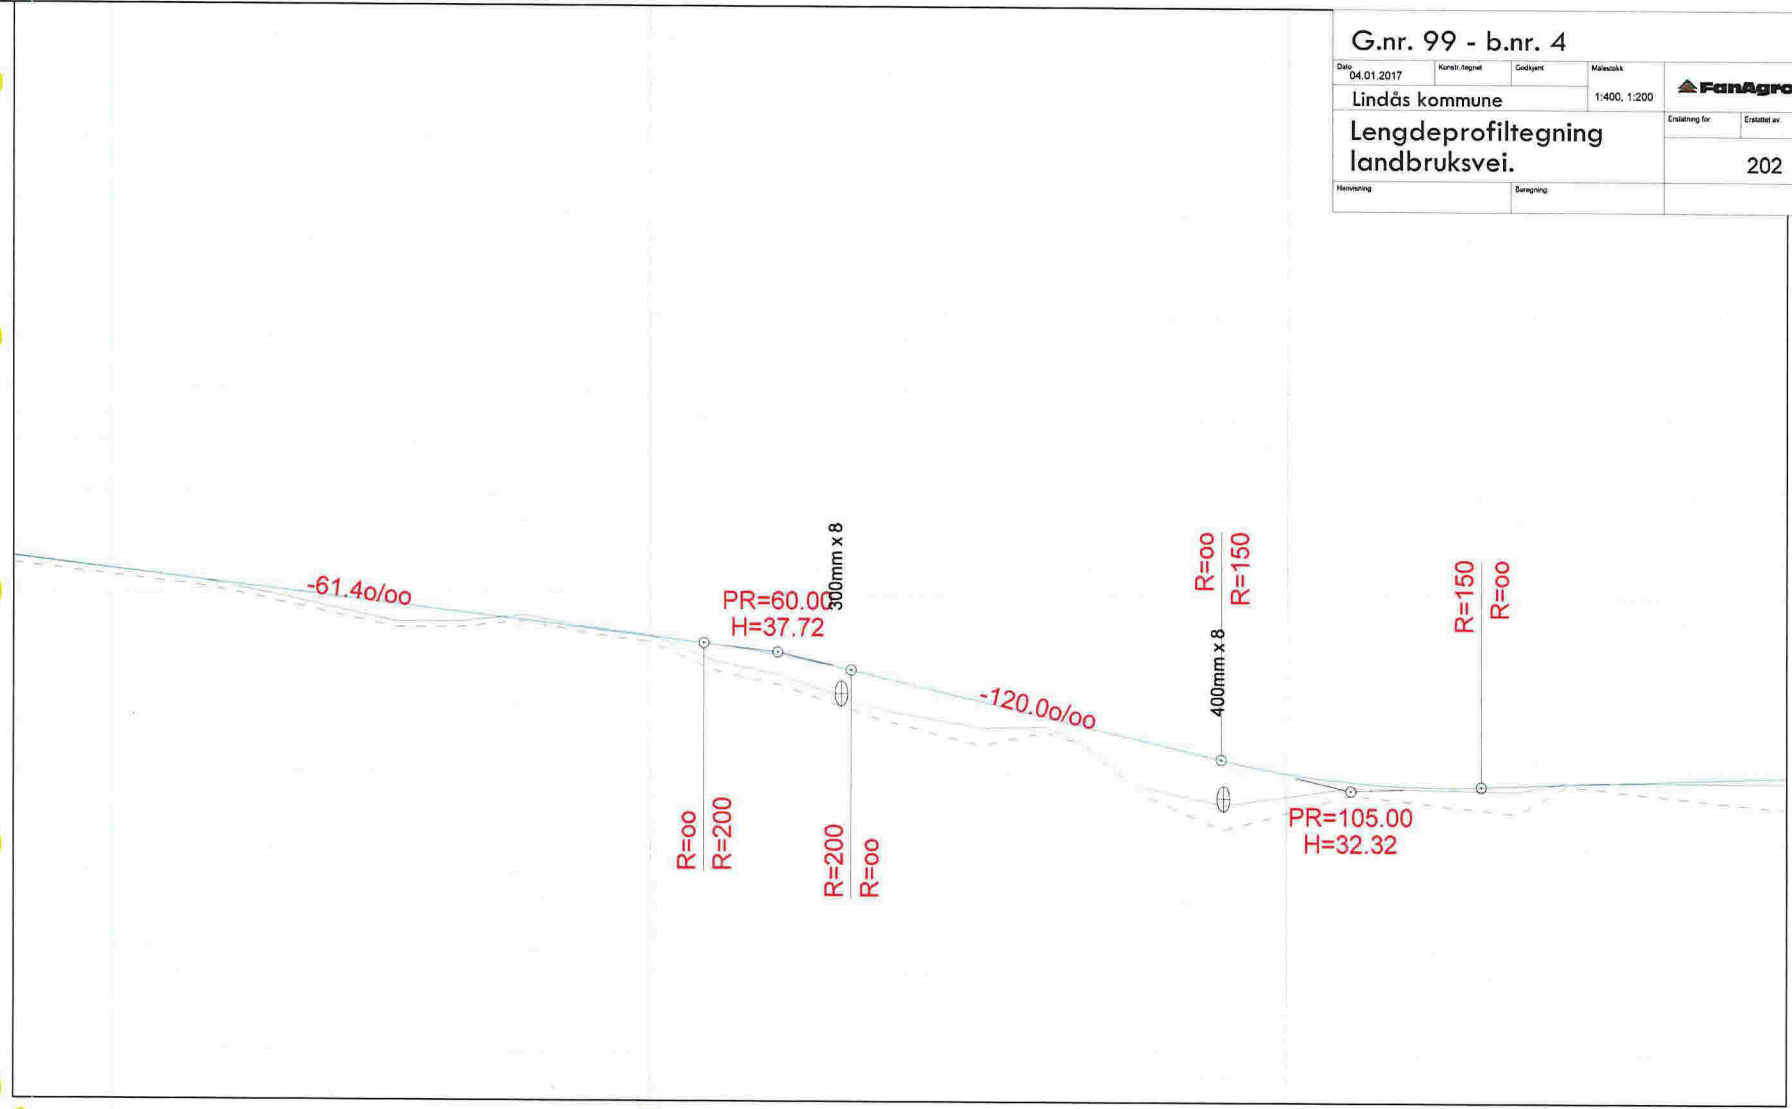 G.nr. 99 - b.nr. 4
Dato
04.01.2017
Konstr./tegnet
Godkjent
Målestokk
1:400, 1:200
FanAgro
Lindås kommune
Erstatning for:
Erstattet av:
Lengdeprofiltegning
landbruksvei.
202
Henvisning:
Beregning:
-61.4o/oo
PR=60.00
H=37.72
300mm x 8
R=oo
R=200
R=200
R=oo
-120.0o/oo
R=oo
R=150
400mm x 8
R=150
R=oo
PR=105.00
H=32.32